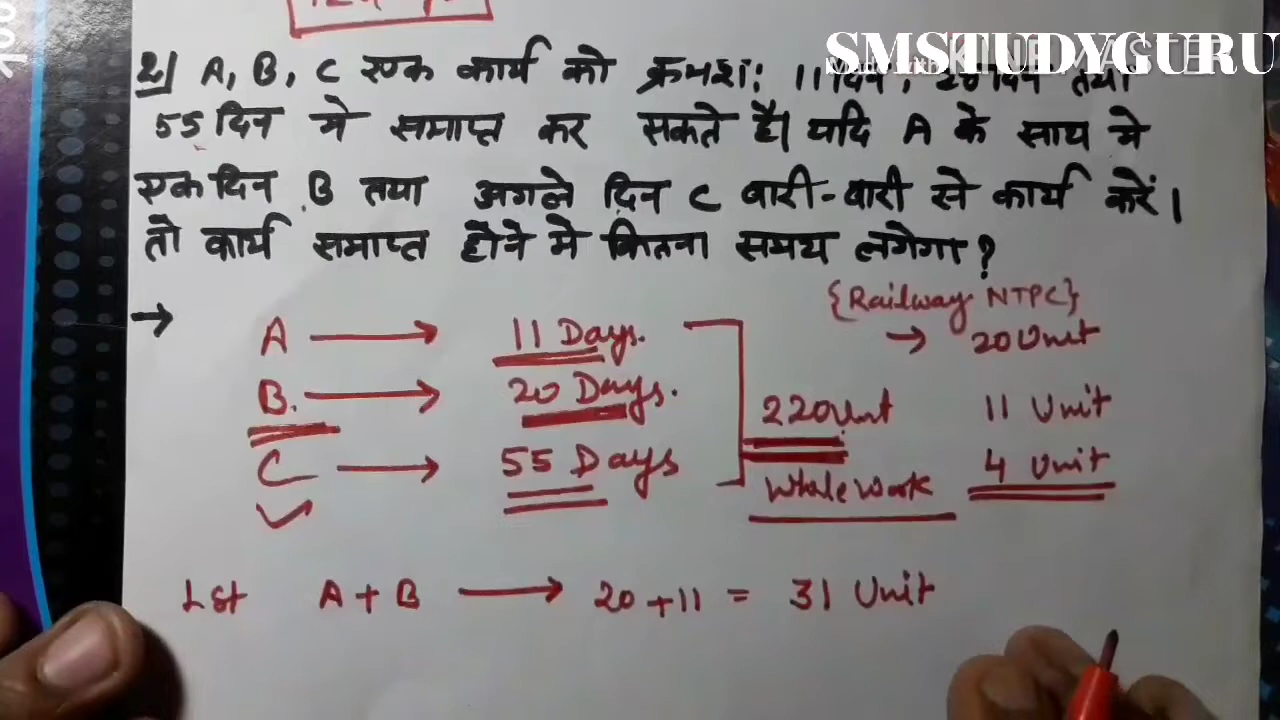 SMSTUDYGURU
2) A, B, C एक कार्य को क्रमशः 11 दिन, 20 दिन तथा
55 दिन मे समाप्त कर सकते है। यदि A के साथ मे
एक दिन B तथा अगले दिन C बारी-बारी से कार्य करें।
तो कार्य समाप्त होने मे कितना समय लगेगा?
{Railway NTPC}
→ A → 11 Days. → 20 Unit
B. → 20 Days. 220 Unit 11 Unit
C → 55 Days Whole Work 4 Unit
Ist A + B → 20 + 11 = 31 Unit